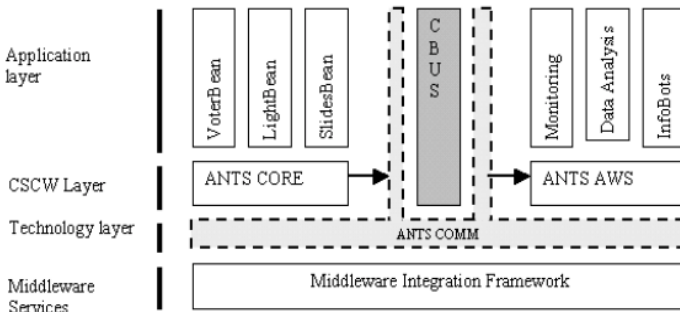 Application
layer
VoterBean
LightBean
SlidesBean
C
B
U
S
Monitoring
Data Analysis
InfoBots
CSCW Layer
ANTS CORE
ANTS AWS
Technology layer
ANTS COMM
Middleware
Services
Middleware Integration Framework